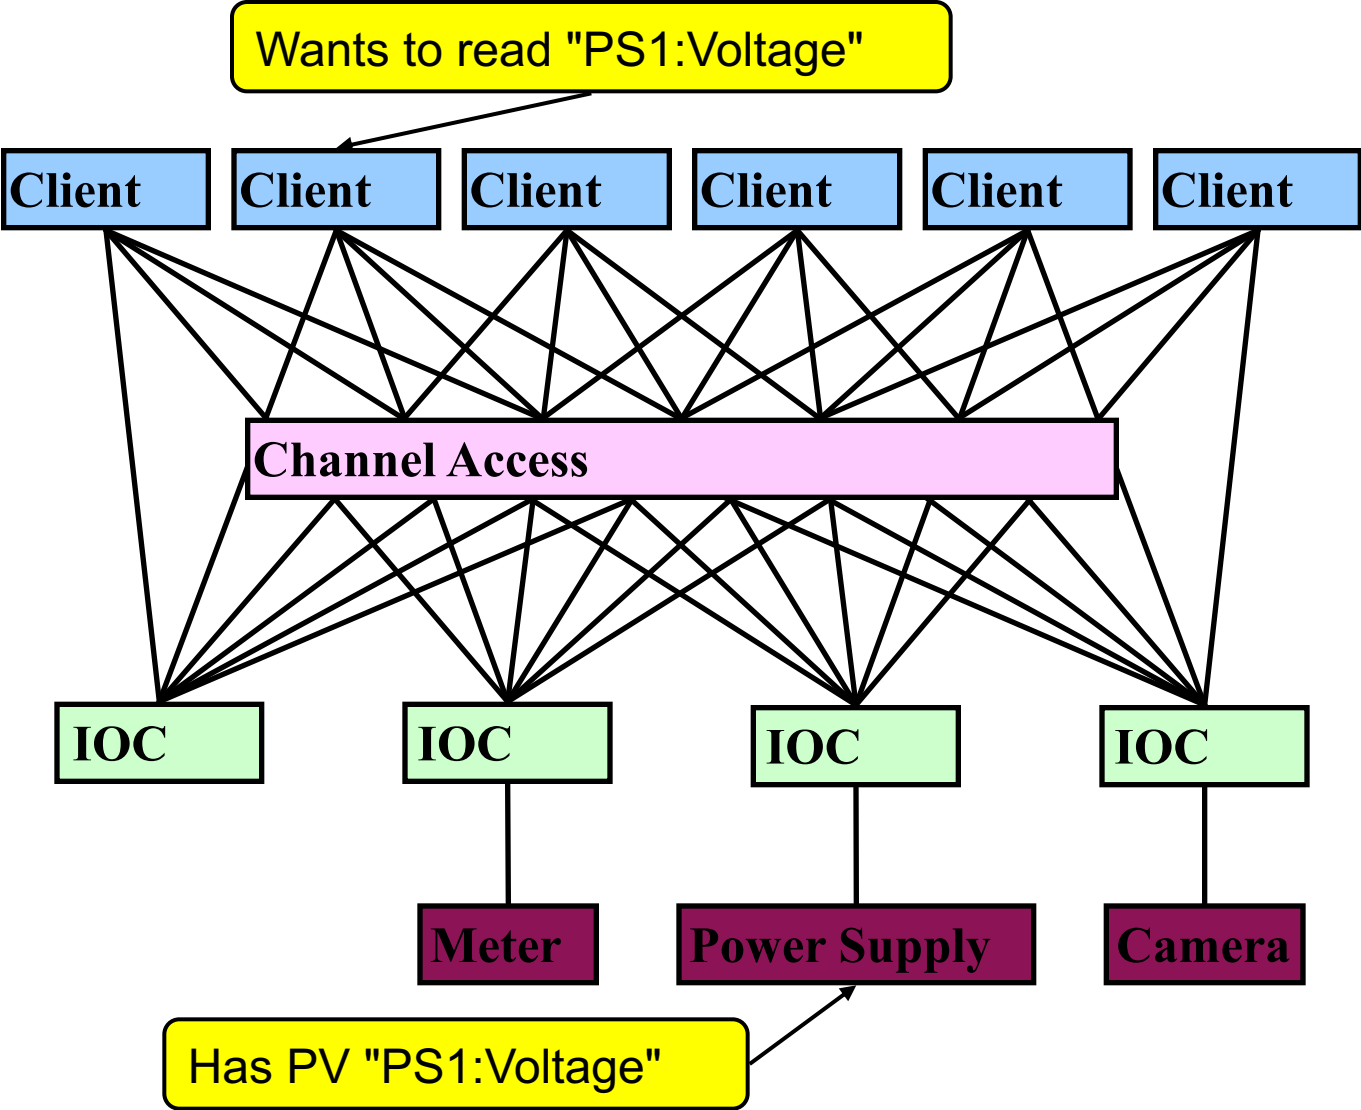 Wants to read "PS1:Voltage"
Client
Client
Client
Client
Client
Client
Channel Access
IOC
IOC
IOC
IOC
Meter
Power Supply
Camera
Has PV "PS1:Voltage"